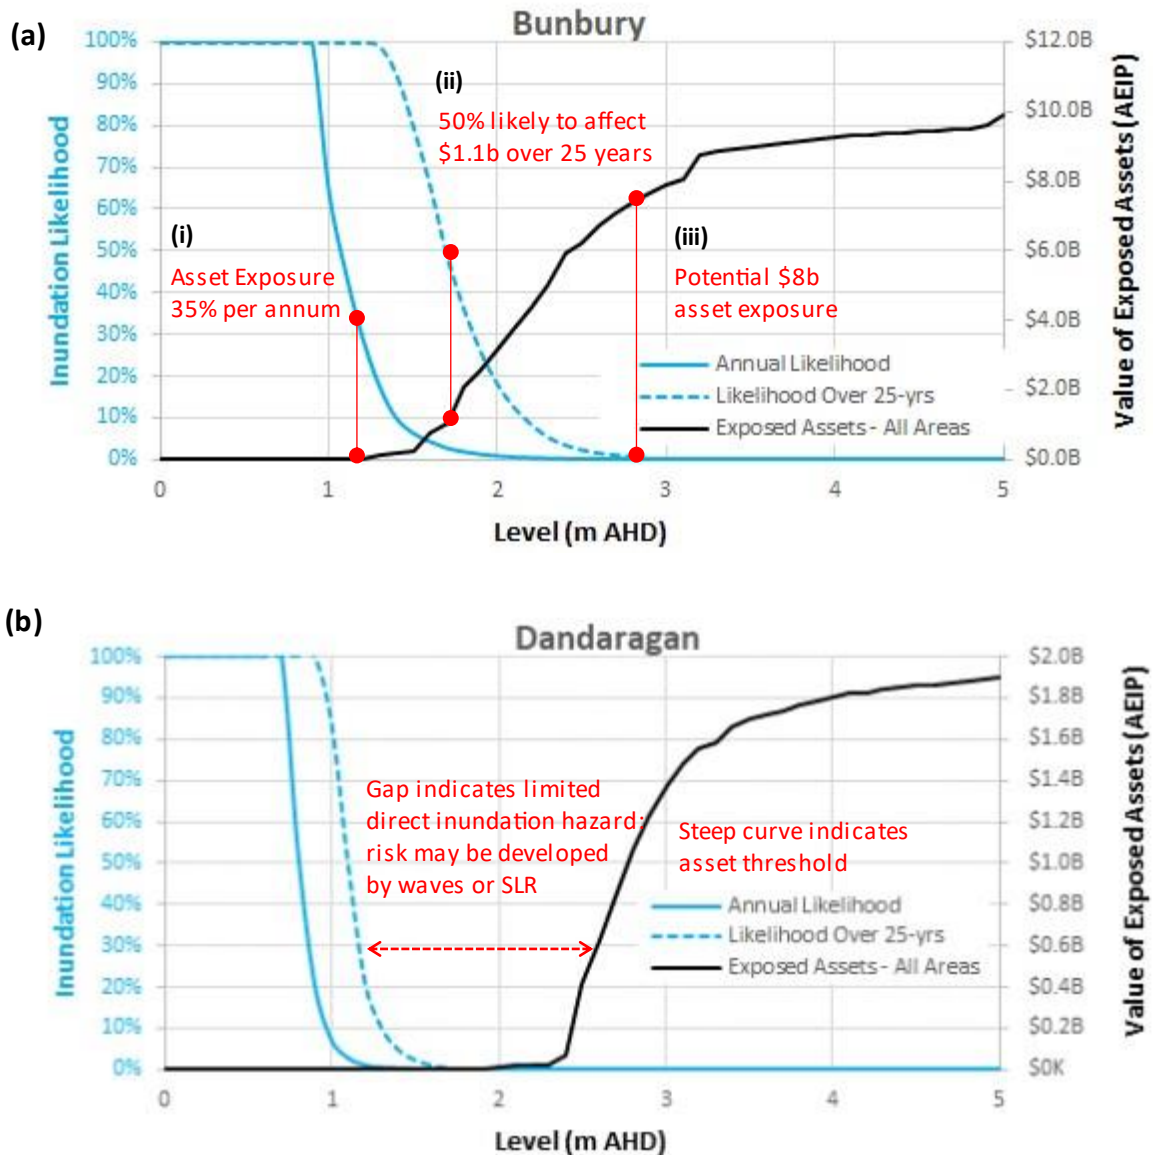 (a)
Bunbury
100%
90%
80%
70%
60%
50%
40%
30%
20%
10%
0%
Inundation Likelihood
$12.0B
$10.0B
$8.0B
$6.0B
$4.0B
$2.0B
$0.0B
Value of Exposed Assets (AEIP)
(i)
Asset Exposure
35% per annum
(ii)
50% likely to affect
$1.1b over 25 years
(iii)
Potential $8b
asset exposure
Annual Likelihood
Likelihood Over 25-yrs
Exposed Assets - All Areas
0 1 2 3 4 5
Level (m AHD)
(b)
Dandaragan
100%
90%
80%
70%
60%
50%
40%
30%
20%
10%
0%
Inundation Likelihood
$2.0B
$1.8B
$1.6B
$1.4B
$1.2B
$1.0B
$0.8B
$0.6B
$0.4B
$0.2B
$0K
Value of Exposed Assets (AEIP)
Gap indicates limited
direct inundation hazard;
risk may be developed
by waves or SLR
Steep curve indicates
asset threshold
Annual Likelihood
Likelihood Over 25-yrs
Exposed Assets - All Areas
0 1 2 3 4 5
Level (m AHD)